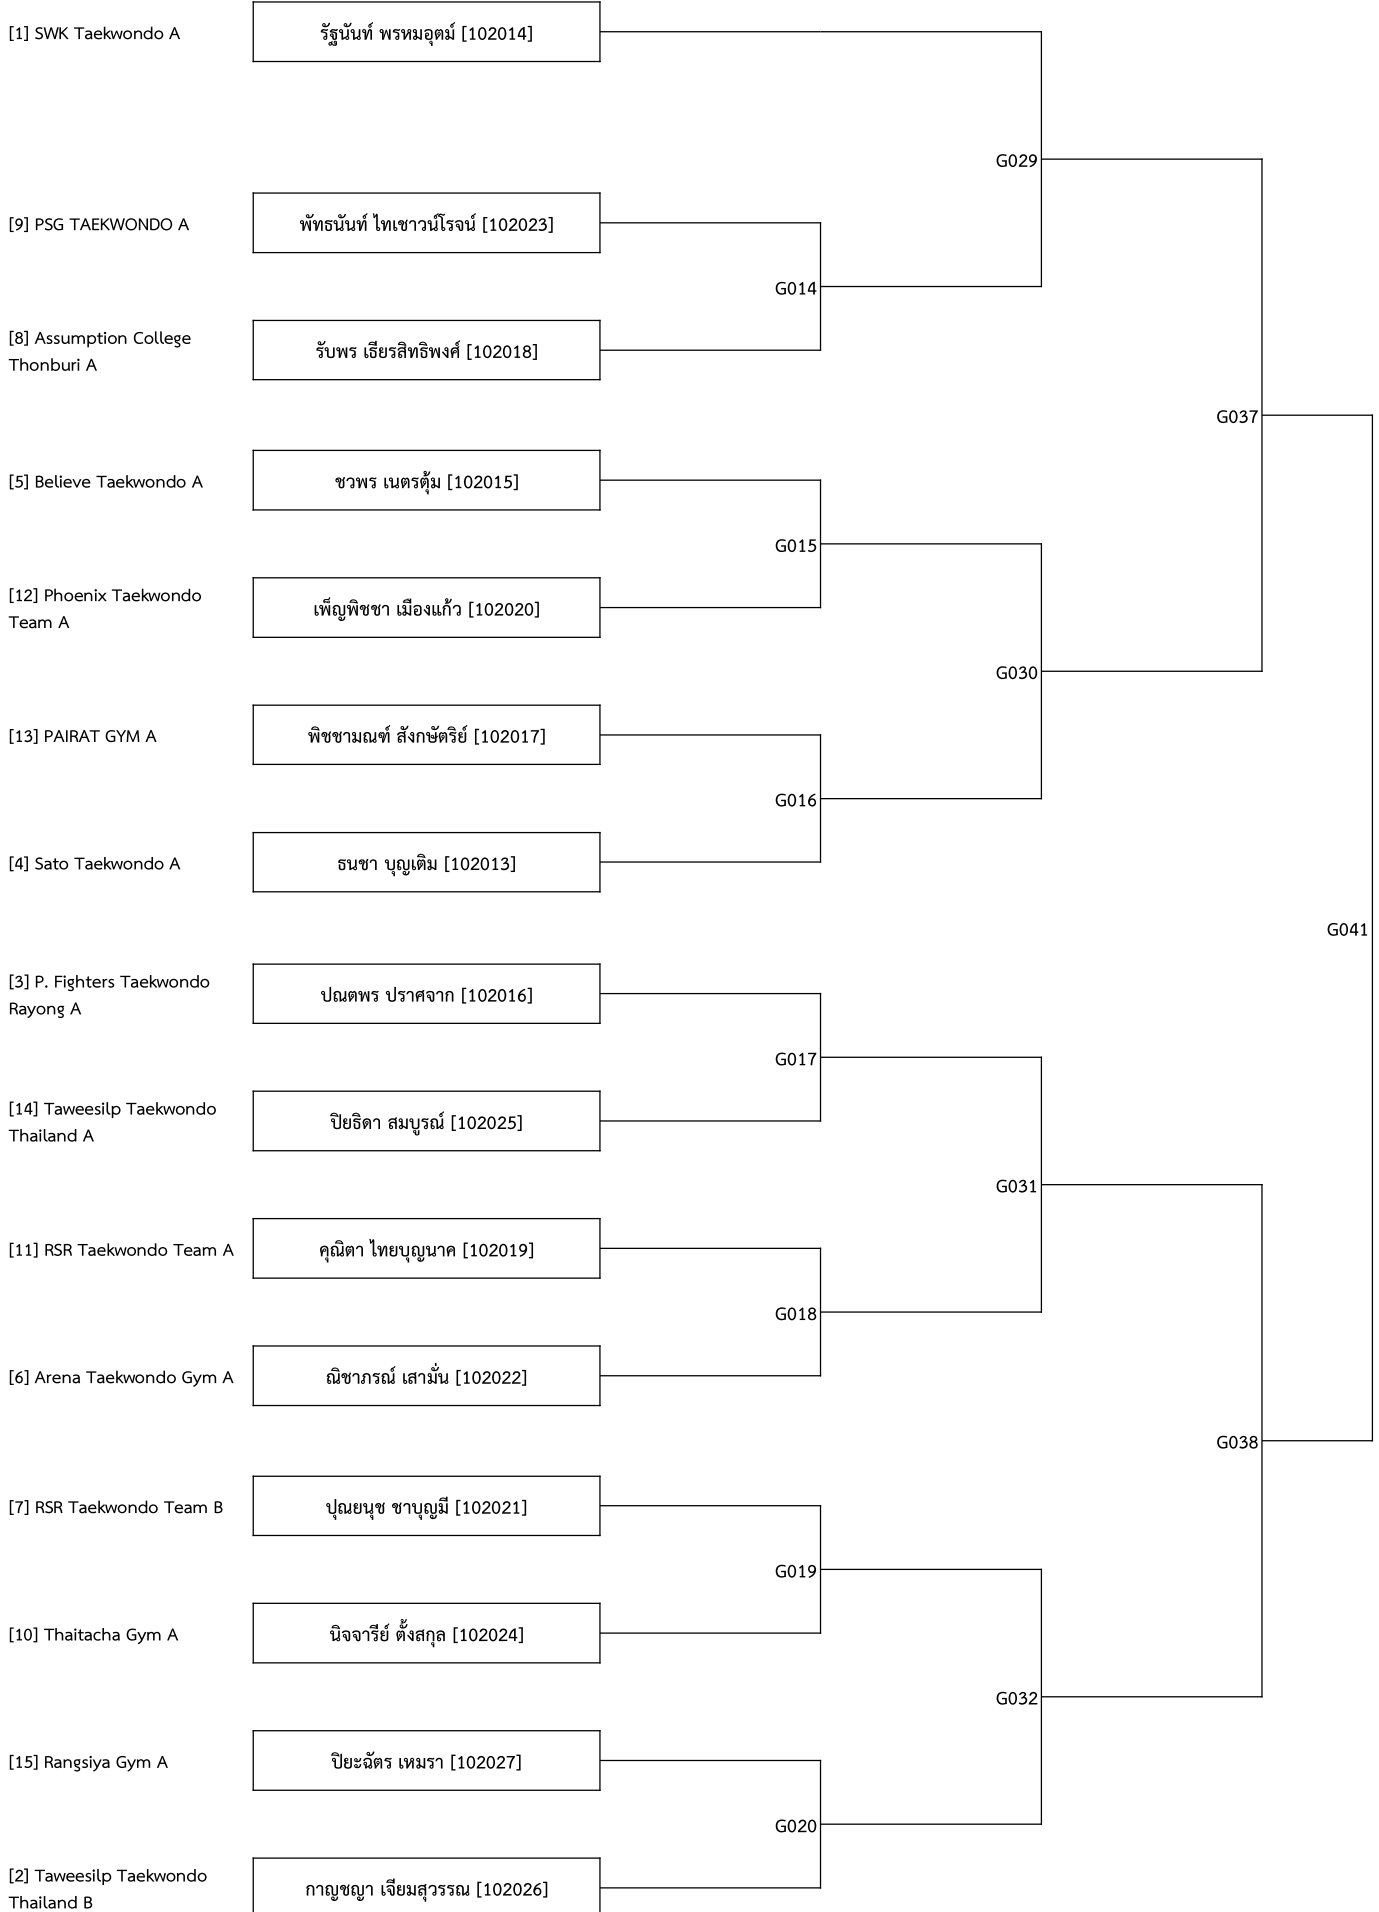 [1] SWK Taekwondo A
รัฐนันท์ พรหมอุตม์ [102014]
G029
[9] PSG TAEKWONDO A
พัทธนันท์ ไทเชาวน์โรจน์ [102023]
G014
[8] Assumption College
Thonburi A
รับพร เธียรสิทธิพงศ์ [102018]
G037
[5] Believe Taekwondo A
ชวพร เนตรตุ้ม [102015]
G015
[12] Phoenix Taekwondo
Team A
เพ็ญพิชชา เมืองแก้ว [102020]
G030
[13] PAIRAT GYM A
พิชชามณฑ์ สังกษัตริย์ [102017]
G016
[4] Sato Taekwondo A
ธนชา บุญเติม [102013]
G041
[3] P. Fighters Taekwondo
Rayong A
ปณตพร ปราศจาก [102016]
G017
[14] Taweesilp Taekwondo
Thailand A
ปิยธิดา สมบูรณ์ [102025]
G031
[11] RSR Taekwondo Team A
คุณิตา ไทยบุญนาค [102019]
G018
[6] Arena Taekwondo Gym A
ณิชาภรณ์ เสามั่น [102022]
G038
[7] RSR Taekwondo Team B
ปุณยนุช ชาบุญมี [102021]
G019
[10] Thaitacha Gym A
นิจจารีย์ ตั้งสกุล [102024]
G032
[15] Rangsiya Gym A
ปิยะฉัตร เหมรา [102027]
G020
[2] Taweesilp Taekwondo
Thailand B
กาญชญา เจียมสุวรรณ [102026]